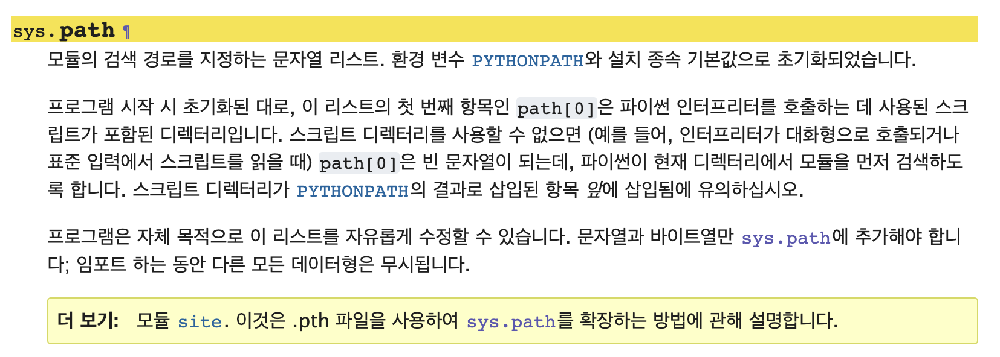 sys.path ¶
모듈의 검색 경로를 지정하는 문자열 리스트. 환경 변수 PYTHONPATH와 설치 종속 기본값으로 초기화되었습니다.
프로그램 시작 시 초기화된 대로, 이 리스트의 첫 번째 항목인 path[0]은 파이썬 인터프리터를 호출하는 데 사용된 스크
립트가 포함된 디렉터리입니다. 스크립트 디렉터리를 사용할 수 없으면 (예를 들어, 인터프리터가 대화형으로 호출되거나
표준 입력에서 스크립트를 읽을 때) path[0]은 빈 문자열이 되는데, 파이썬이 현재 디렉터리에서 모듈을 먼저 검색하도
록 합니다. 스크립트 디렉터리가 PYTHONPATH의 결과로 삽입된 항목 앞에 삽입됨에 유의하십시오.
프로그램은 자체 목적으로 이 리스트를 자유롭게 수정할 수 있습니다. 문자열과 바이트열만 sys.path에 추가해야 합니
다; 임포트 하는 동안 다른 모든 데이터형은 무시됩니다.
더 보기: 모듈 site. 이것은 .pth 파일을 사용하여 sys.path를 확장하는 방법에 관해 설명합니다.